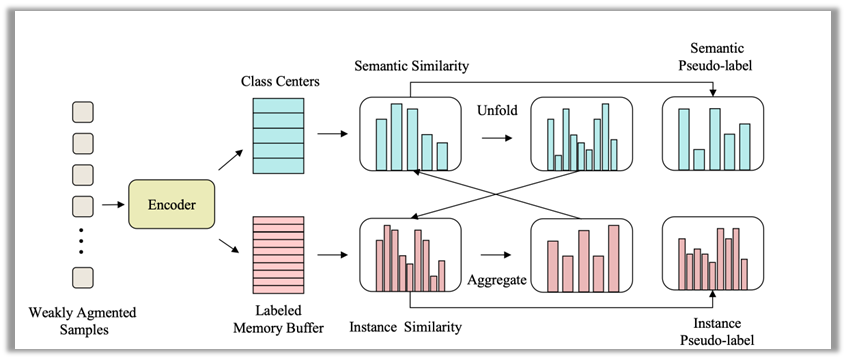 Class Centers
Semantic Similarity
Semantic
Pseudo-label
Unfold
Encoder
Aggregate
Weakly Agmented
Samples
Labeled
Memory Buffer
Instance Similarity
Instance
Pseudo-label